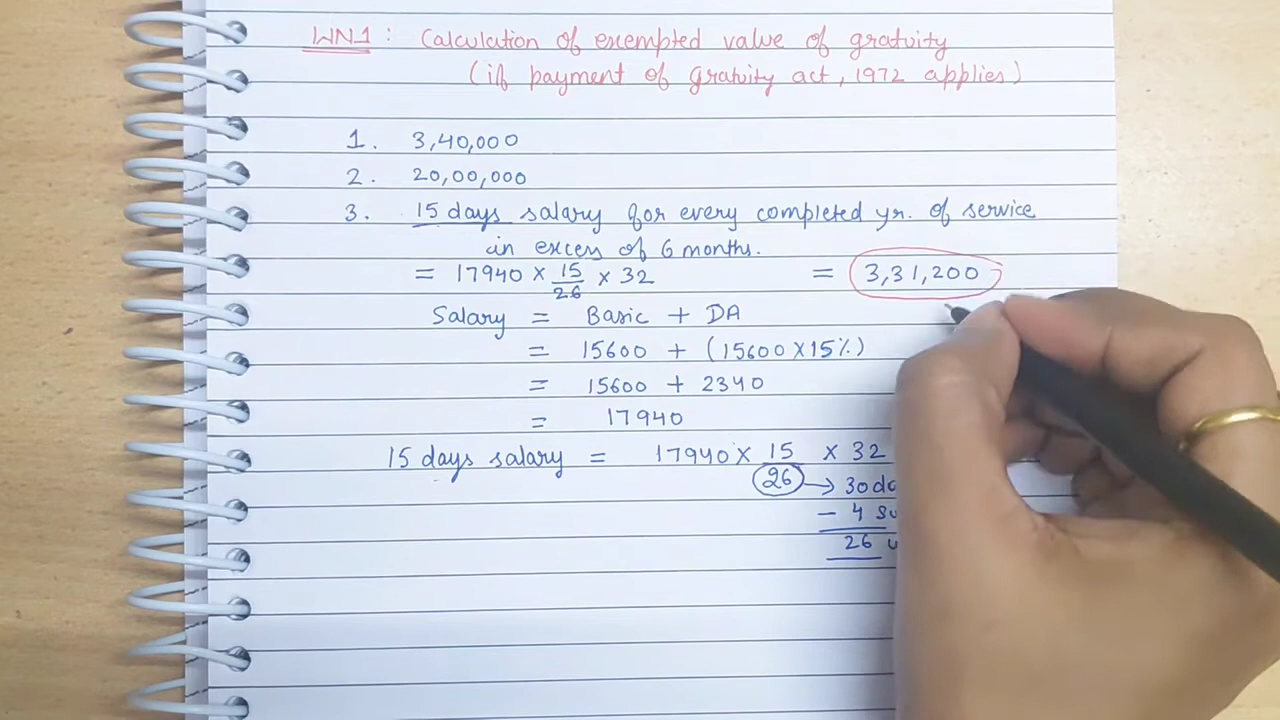 WN1 : Calculation of exempted value of gratuity
(if payment of gratuity act, 1972 applies)
1. 3,40,000
2. 20,00,000
3. 15 days salary for every completed yr. of service
in excess of 6 months.
= 17940 × 15/26 × 32 = 3,31,200
Salary = Basic + DA
= 15600 + (15600 × 15%)
= 15600 + 2340
= 17940
15 days salary = 17940 × 15 × 32
26 → 30
- 4
26